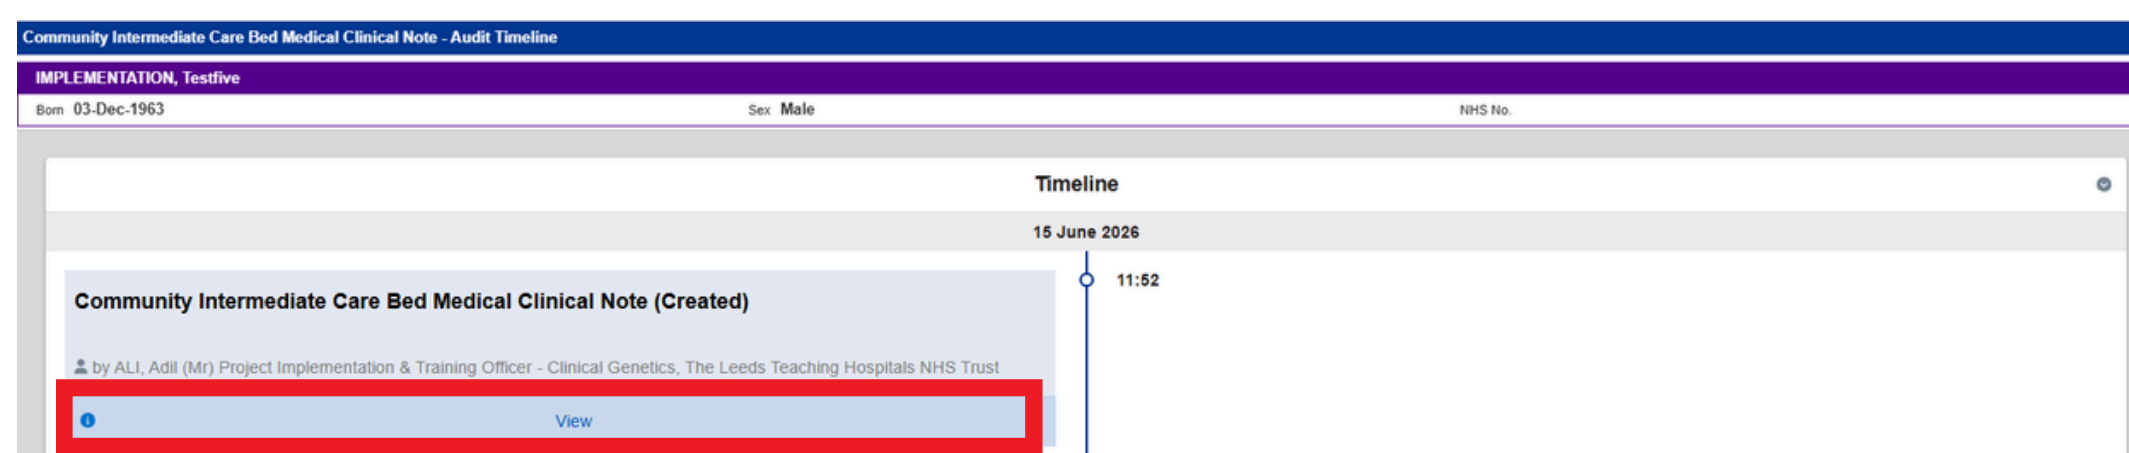 Community Intermediate Care Bed Medical Clinical Note - Audit Timeline
IMPLEMENTATION, Testfive
Born 03-Dec-1963 Sex Male NHS No.
Timeline
15 June 2026
11:52
Community Intermediate Care Bed Medical Clinical Note (Created)
by ALI, Adil (Mr) Project Implementation & Training Officer - Clinical Genetics, The Leeds Teaching Hospitals NHS Trust
View